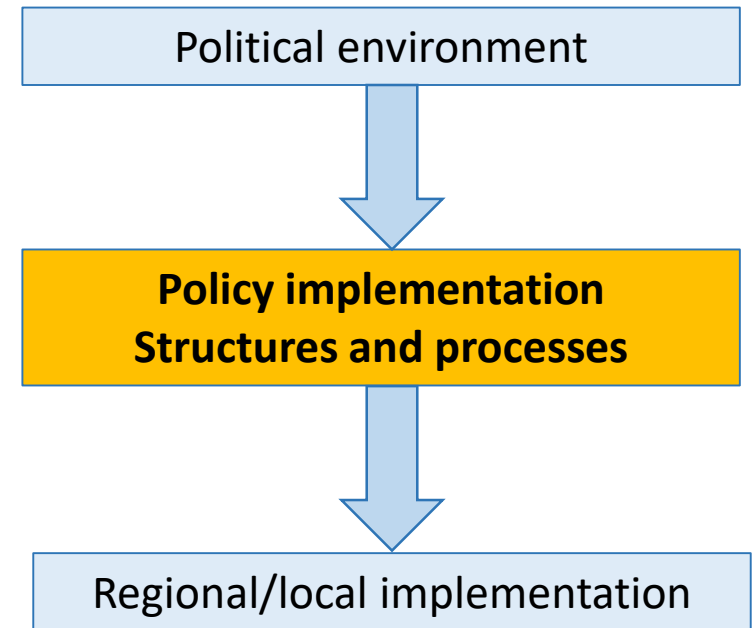 Political environment
Policy implementation
Structures and processes
Regional/local implementation